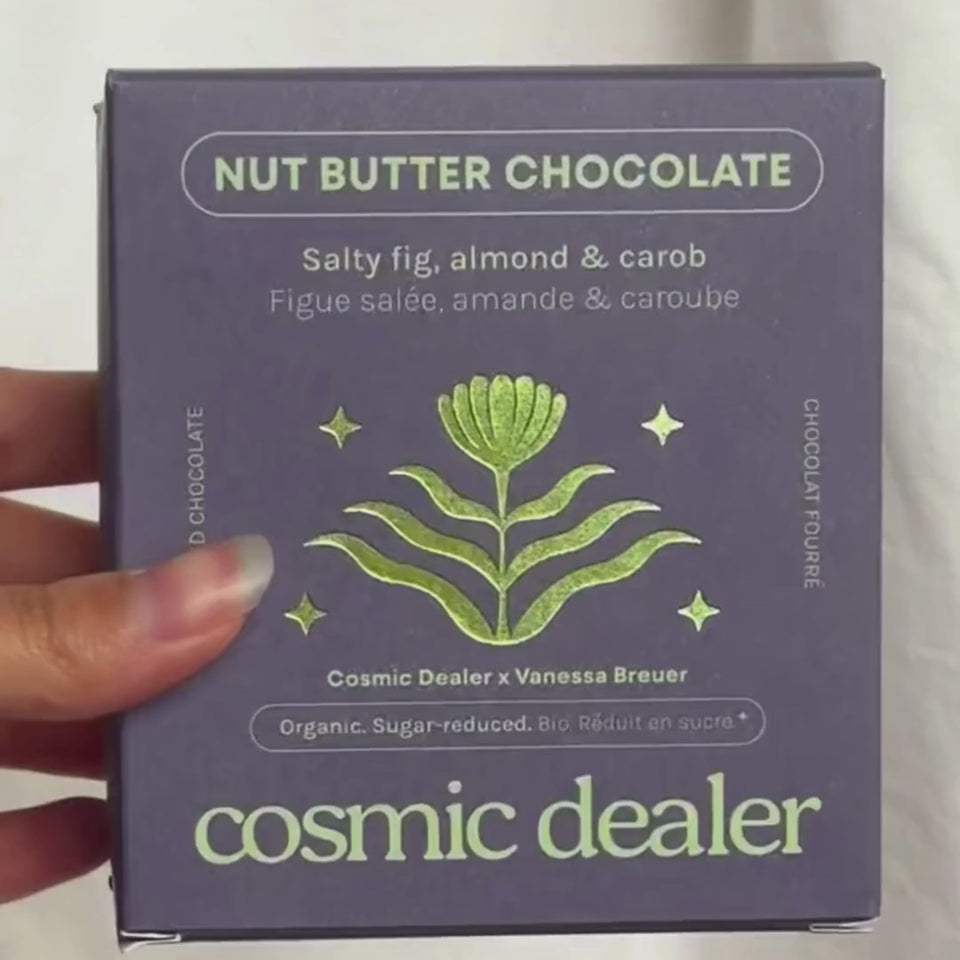 NUT BUTTER CHOCOLATE
Salty fig, almond & carob
Figue salée, amande & caroube
D CHOCOLATE
CHOCOLAT FOURRÉ
Cosmic Dealer x Vanessa Breuer
Organic. Sugar-reduced. Bio. Réduit en sucre.
cosmic dealer